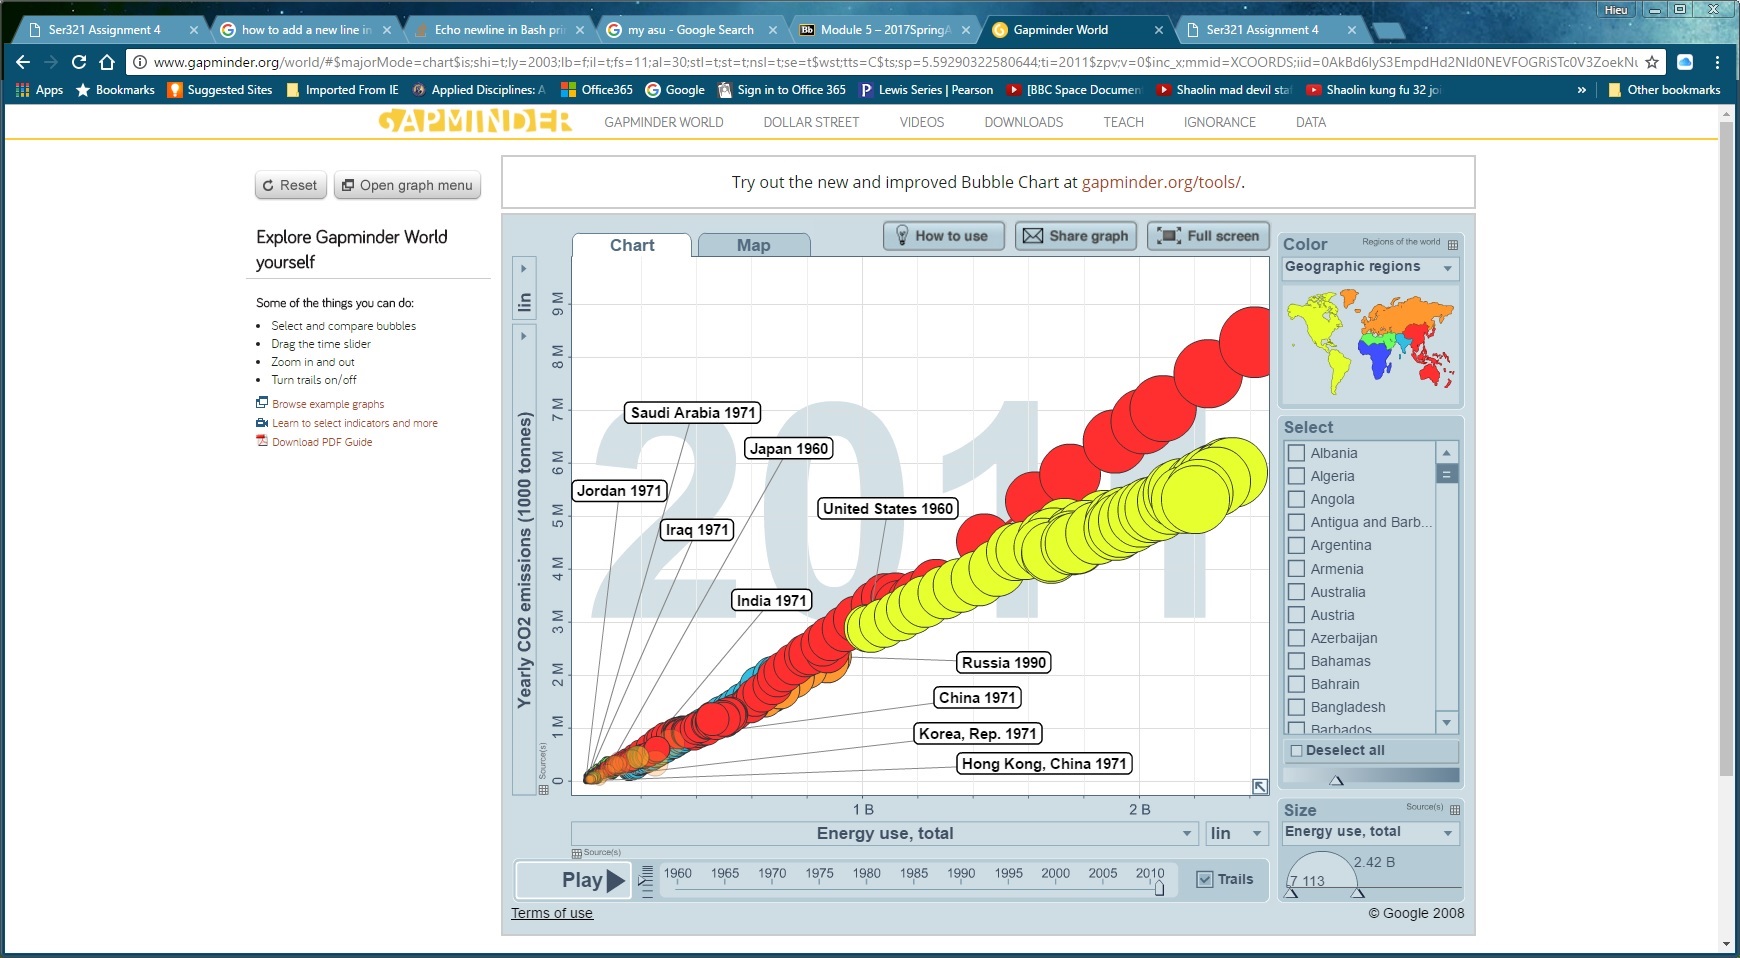 Hieu
Ser321 Assignment 4
how to add a new line in
Echo newline in Bash pri
my asu - Google Search
Bb Module 5 – 2017SpringA
Gapminder World
Ser321 Assignment 4
www.gapminder.org/world/#$majorMode=chart$is;shi=t;ly=2003;lb=f;il=t;fs=11;al=30;stl=t;st=t;nsl=t;se=t$wst;tts=C$ts;sp=5.59290322580644;ti=2011$zpv;v=0$inc_x;mmid=XCOORDS;iid=
Apps
Bookmarks
Suggested Sites
Imported From IE
Applied Disciplines: A
Office365
Google
Sign in to Office 365
Lewis Series | Pearson
[BBC Space Documen
Shaolin mad devil sta
Shaolin kung fu 32 joi
»
Other bookmarks
GAPMINDER
GAPMINDER WORLD
DOLLAR STREET
VIDEOS
DOWNLOADS
TEACH
IGNORANCE
DATA
Reset
Open graph menu
Try out the new and improved Bubble Chart at gapminder.org/tools/.
Explore Gapminder World
yourself
Some of the things you can do:
• Select and compare bubbles
• Drag the time slider
• Zoom in and out
• Turn trails on/off
Browse example graphs
Learn to select indicators and more
Download PDF Guide
Chart
Map
How to use
Share graph
Full screen
lin
Yearly CO2 emissions (1000 tonnes)
Source(s)
9 M
8 M
7 M
6 M
5 M
4 M
3 M
2 M
1 M
0
2011
Saudi Arabia 1971
Japan 1960
Jordan 1971
United States 1960
Iraq 1971
India 1971
Russia 1990
China 1971
Korea, Rep. 1971
Hong Kong, China 1971
1 B
2 B
Energy use, total
lin
Source(s)
Play
1960
1965
1970
1975
1980
1985
1990
1995
2000
2005
2010
Trails
Terms of use
© Google 2008
Color
Regions of the world
Geographic regions
Select
Albania
Algeria
Angola
Antigua and Barb...
Argentina
Armenia
Australia
Austria
Azerbaijan
Bahamas
Bahrain
Bangladesh
Barbados
Deselect all
Size
Source(s)
Energy use, total
2.42 B
7 113